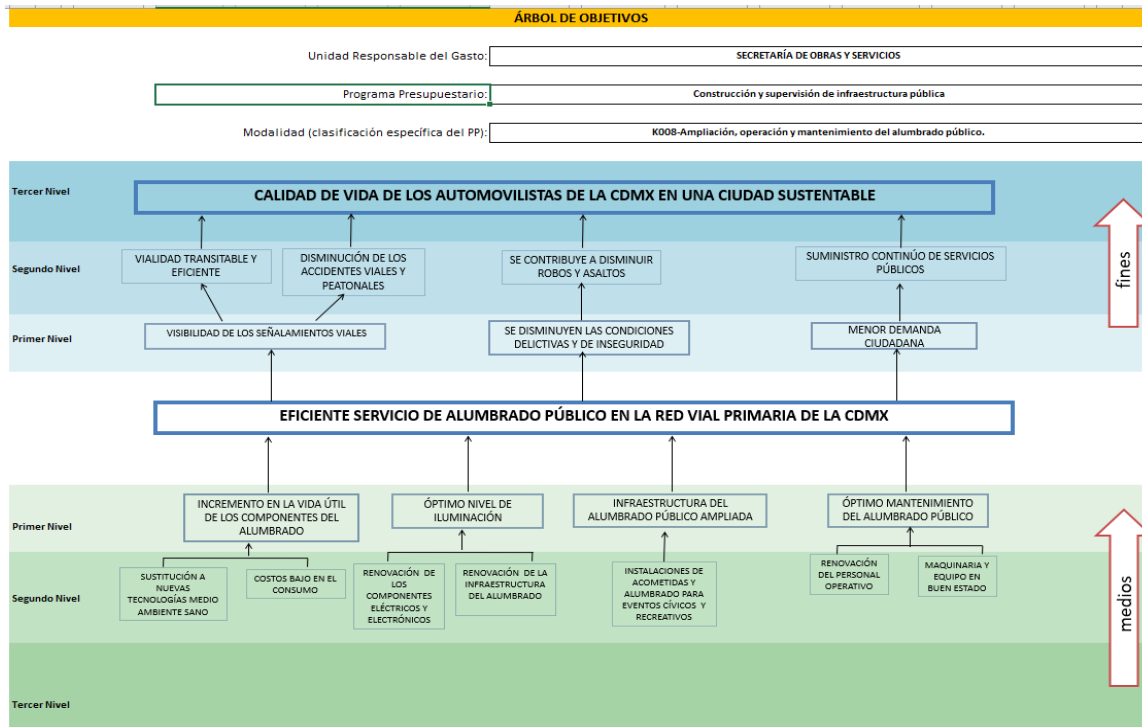 ÁRBOL DE OBJETIVOS
Unidad Responsable del Gasto:
SECRETARÍA DE OBRAS Y SERVICIOS
Programa Presupuestario:
Construcción y supervisión de infraestructura pública
Modalidad (clasificación específica del PP):
K008-Ampliación, operación y mantenimiento del alumbrado público.
Tercer Nivel
CALIDAD DE VIDA DE LOS AUTOMOVILISTAS DE LA CDMX EN UNA CIUDAD SUSTENTABLE
Segundo Nivel
VIALIDAD TRANSITABLE Y
EFICIENTE
DISMINUCIÓN DE LOS
ACCIDENTES VIALES Y
PEATONALES
SE CONTRIBUYE A DISMINUIR
ROBOS Y ASALTOS
SUMINISTRO CONTINÚO DE SERVICIOS
PÚBLICOS
fines
Primer Nivel
VISIBILIDAD DE LOS SEÑALAMIENTOS VIALES
SE DISMINUYEN LAS CONDICIONES
DELICTIVAS Y DE INSEGURIDAD
MENOR DEMANDA
CIUDADANA
EFICIENTE SERVICIO DE ALUMBRADO PÚBLICO EN LA RED VIAL PRIMARIA DE LA CDMX
Primer Nivel
INCREMENTO EN LA VIDA ÚTIL
DE LOS COMPONENTES DEL
ALUMBRADO
ÓPTIMO NIVEL DE
ILUMINACIÓN
INFRAESTRUCTURA DEL
ALUMBRADO PÚBLICO AMPLIADA
ÓPTIMO MANTENIMIENTO
DEL ALUMBRADO PÚBLICO
Segundo Nivel
SUSTITUCIÓN A
NUEVAS
TECNOLOGÍAS MEDIO
AMBIENTE SANO
COSTOS BAJO EN EL
CONSUMO
RENOVACIÓN DE
LOS
COMPONENTES
ELÉCTRICOS Y
ELECTRÓNICOS
RENOVACIÓN DE LA
INFRAESTRUCTURA
DEL ALUMBRADO
INSTALACIONES DE
ACOMETIDAS Y
ALUMBRADO PARA
EVENTOS CÍVICOS Y
RECREATIVOS
RENOVACIÓN
DEL PERSONAL
OPERATIVO
MAQUINARIA Y
EQUIPO EN
BUEN ESTADO
medios
Tercer Nivel